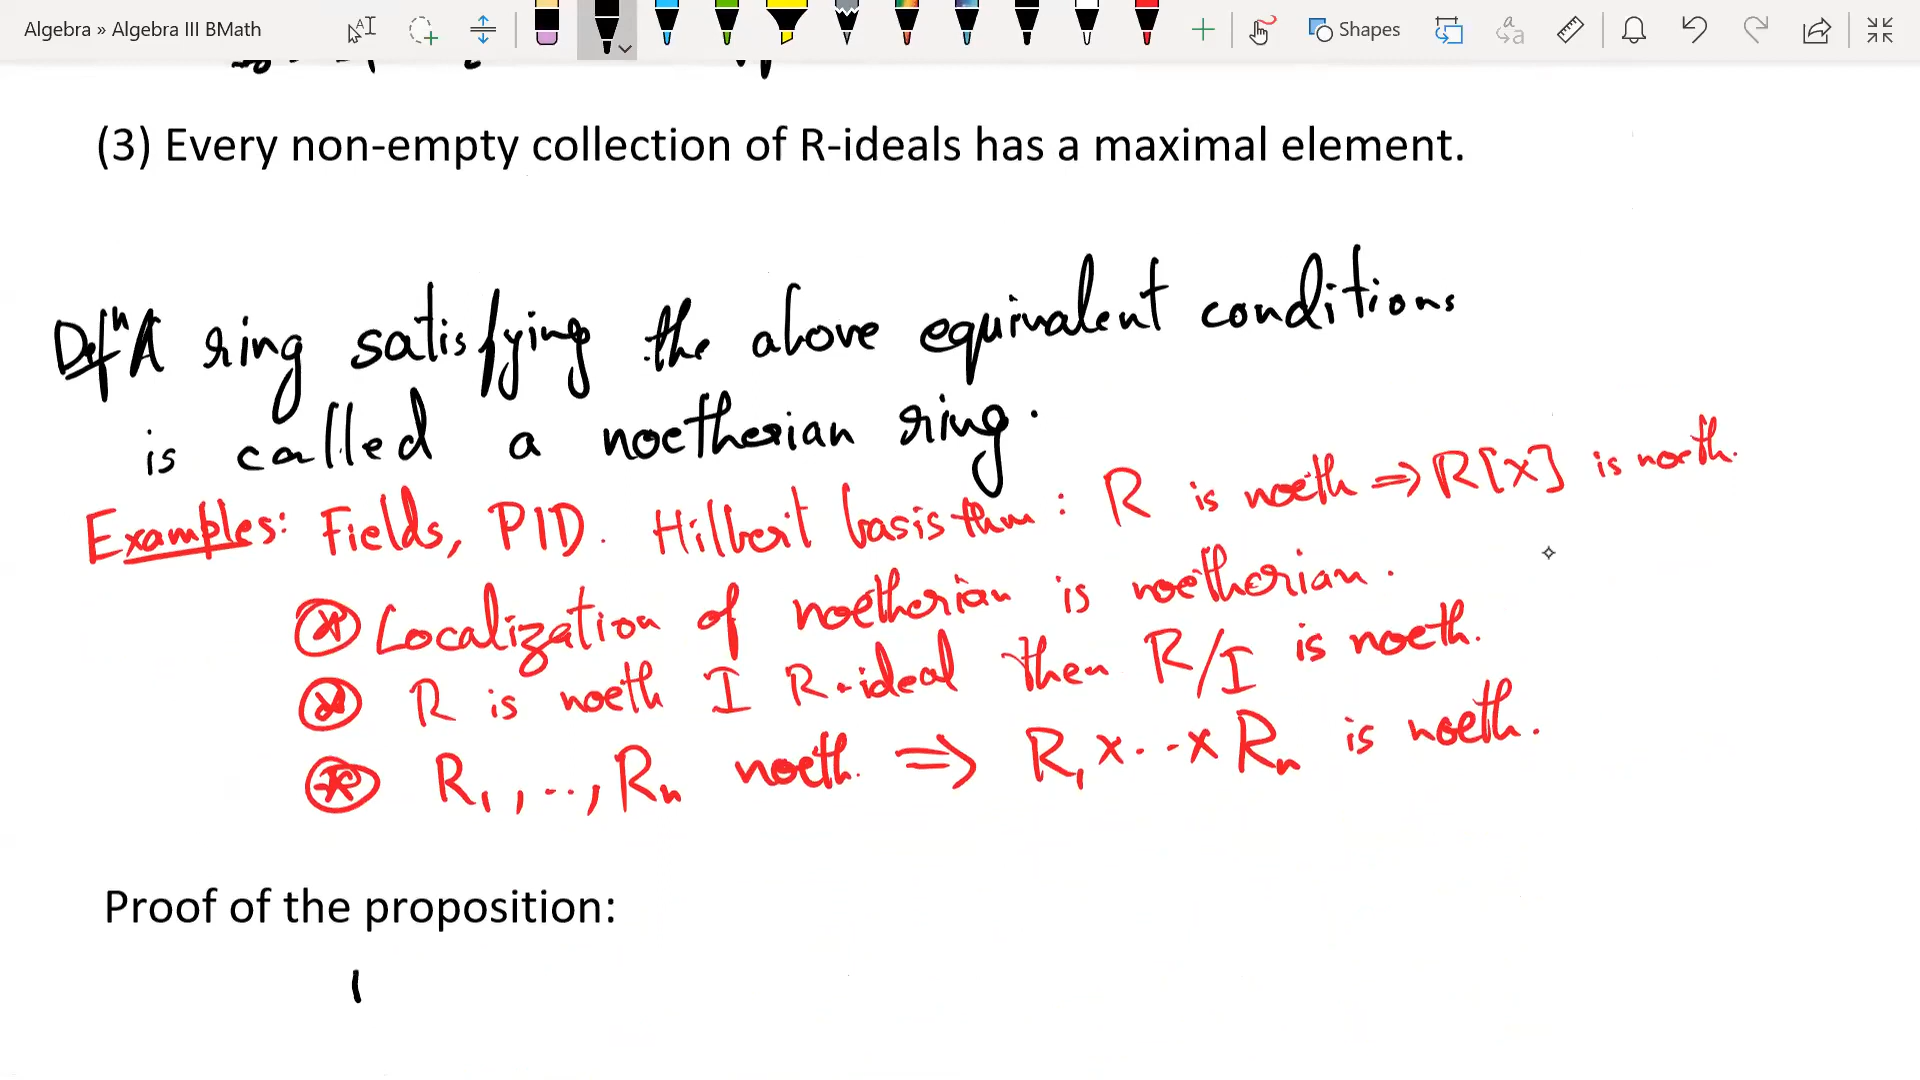 Algebra » Algebra III BMath
Shapes
(3) Every non-empty collection of R-ideals has a maximal element.
Defⁿ A ring satisfying the above equivalent conditions
is called a noetherian ring.
Examples: Fields, PID. Hilbert basis thm : R is noeth ⇒ R[X] is noeth.
⊛ Localization of noetherian is noetherian.
⊛ R is noeth I R-ideal then R/I is noeth.
⊛ R₁, .., Rₙ noeth. ⇒ R₁ x..x Rₙ is noeth.
Proof of the proposition: